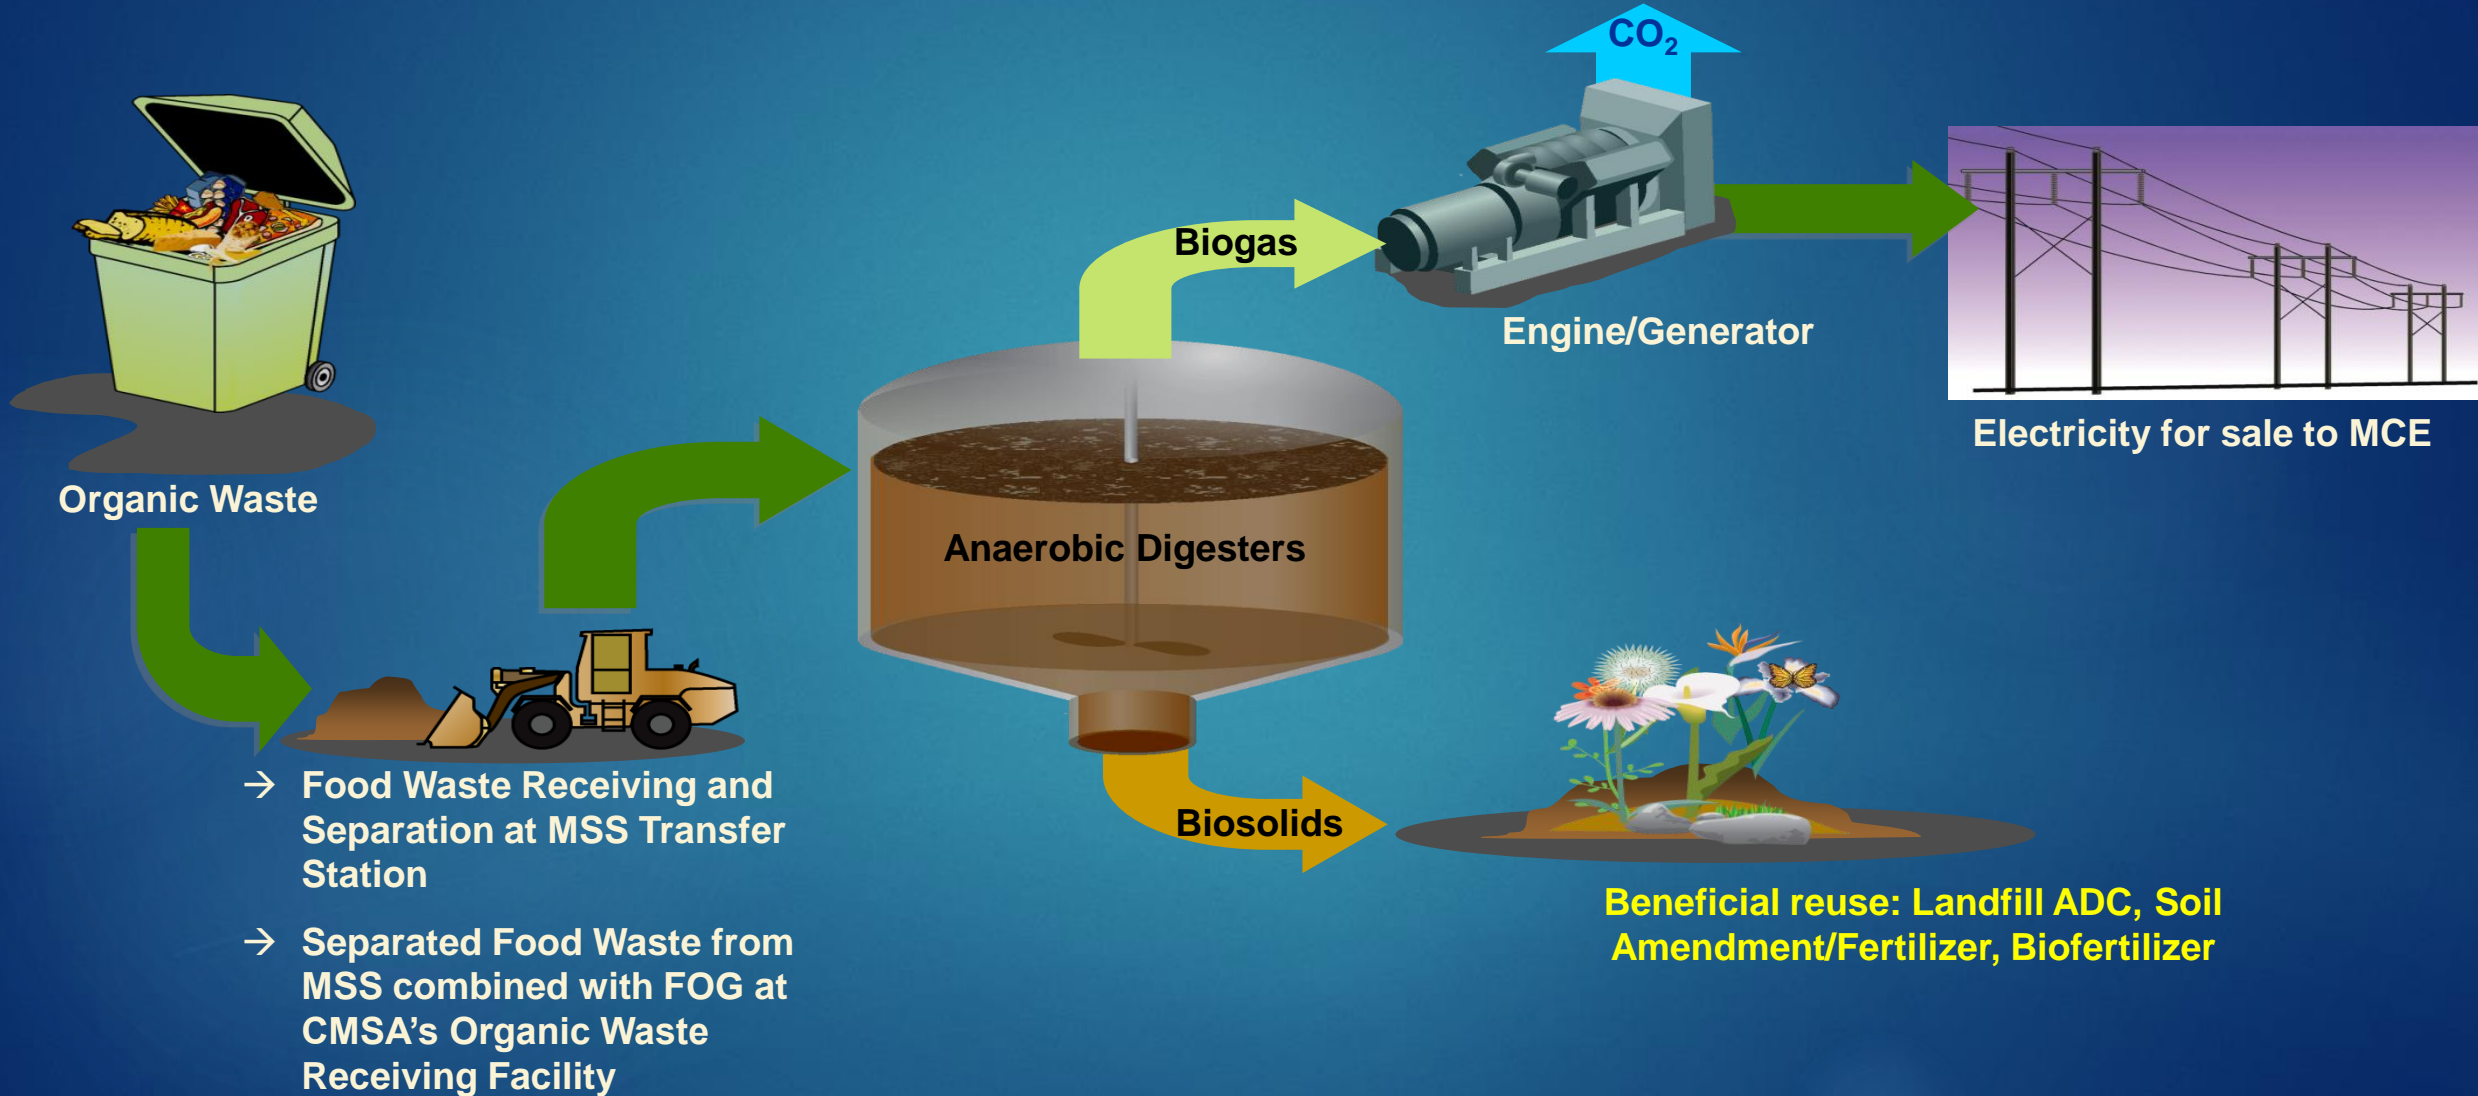 CO2
Biogas
Engine/Generator
Electricity for sale to MCE
Organic Waste
Anaerobic Digesters
→ Food Waste Receiving and
Separation at MSS Transfer
Station
→ Separated Food Waste from
MSS combined with FOG at
CMSA’s Organic Waste
Receiving Facility
Biosolids
Beneficial reuse: Landfill ADC, Soil
Amendment/Fertilizer, Biofertilizer